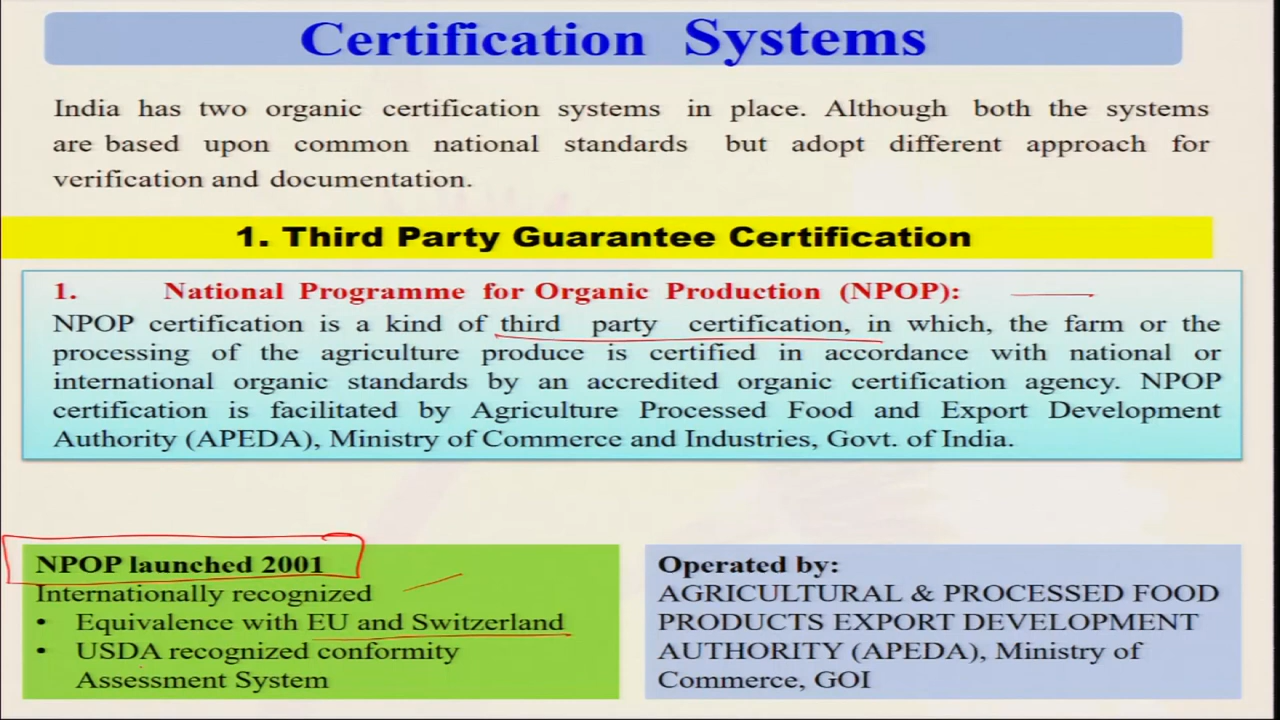 Certification Systems
India has two organic certification systems in place. Although both the systems
are based upon common national standards but adopt different approach for
verification and documentation.
1. Third Party Guarantee Certification
1. National Programme for Organic Production (NPOP):
NPOP certification is a kind of third party certification, in which, the farm or the
processing of the agriculture produce is certified in accordance with national or
international organic standards by an accredited organic certification agency. NPOP
certification is facilitated by Agriculture Processed Food and Export Development
Authority (APEDA), Ministry of Commerce and Industries, Govt. of India.
NPOP launched 2001
Internationally recognized
• Equivalence with EU and Switzerland
• USDA recognized conformity
Assessment System
Operated by:
AGRICULTURAL & PROCESSED FOOD
PRODUCTS EXPORT DEVELOPMENT
AUTHORITY (APEDA), Ministry of
Commerce, GOI